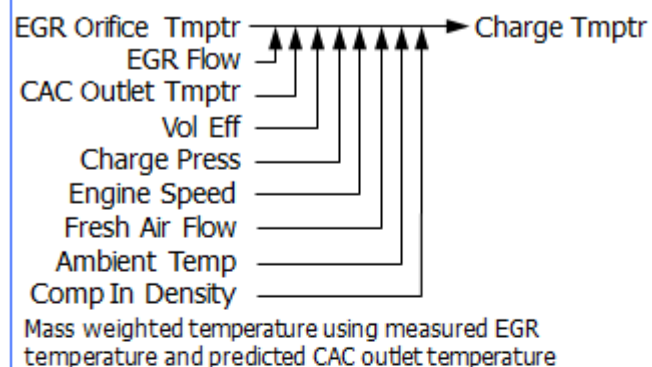 EGR Orifice Tmptr
Charge Tmptr
EGR Flow
CAC Outlet Tmptr
Vol Eff
Charge Press
Engine Speed
Fresh Air Flow
Ambient Temp
Comp In Density
Mass weighted temperature using measured EGR
temperature and predicted CAC outlet temperature